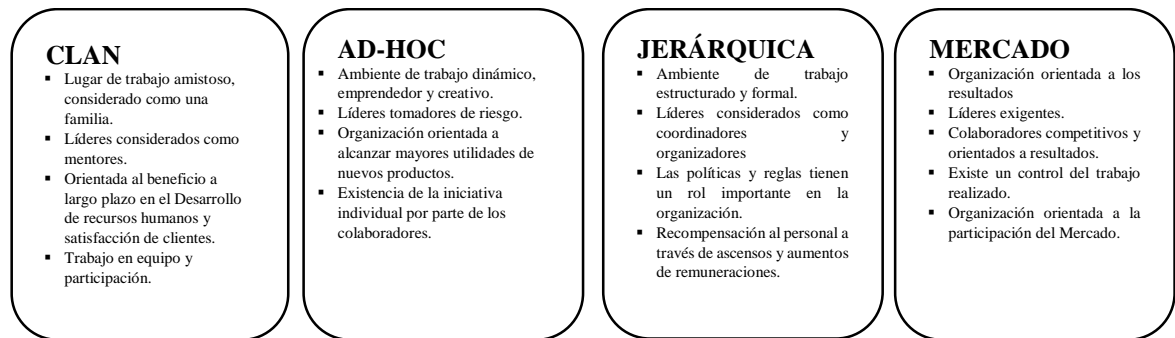 CLAN
▪ Lugar de trabajo amistoso,
considerado como una
familia.
▪ Líderes considerados como
mentores.
▪ Orientada al beneficio a
largo plazo en el Desarrollo
de recursos humanos y
satisfacción de clientes.
▪ Trabajo en equipo y
participación.
AD-HOC
▪ Ambiente de trabajo dinámico,
emprendedor y creativo.
▪ Líderes tomadores de riesgo.
▪ Organización orientada a
alcanzar mayores utilidades de
nuevos productos.
▪ Existencia de la iniciativa
individual por parte de los
colaboradores.
JERÁRQUICA
▪ Ambiente de trabajo
estructurado y formal.
▪ Líderes considerados como
coordinadores y
organizadores
▪ Las políticas y reglas tienen
un rol importante en la
organización.
▪ Recompensación al personal a
través de ascensos y aumentos
de remuneraciones.
MERCADO
▪ Organización orientada a los
resultados
▪ Líderes exigentes.
▪ Colaboradores competitivos y
orientados a resultados.
▪ Existe un control del trabajo
realizado.
▪ Organización orientada a la
participación del Mercado.